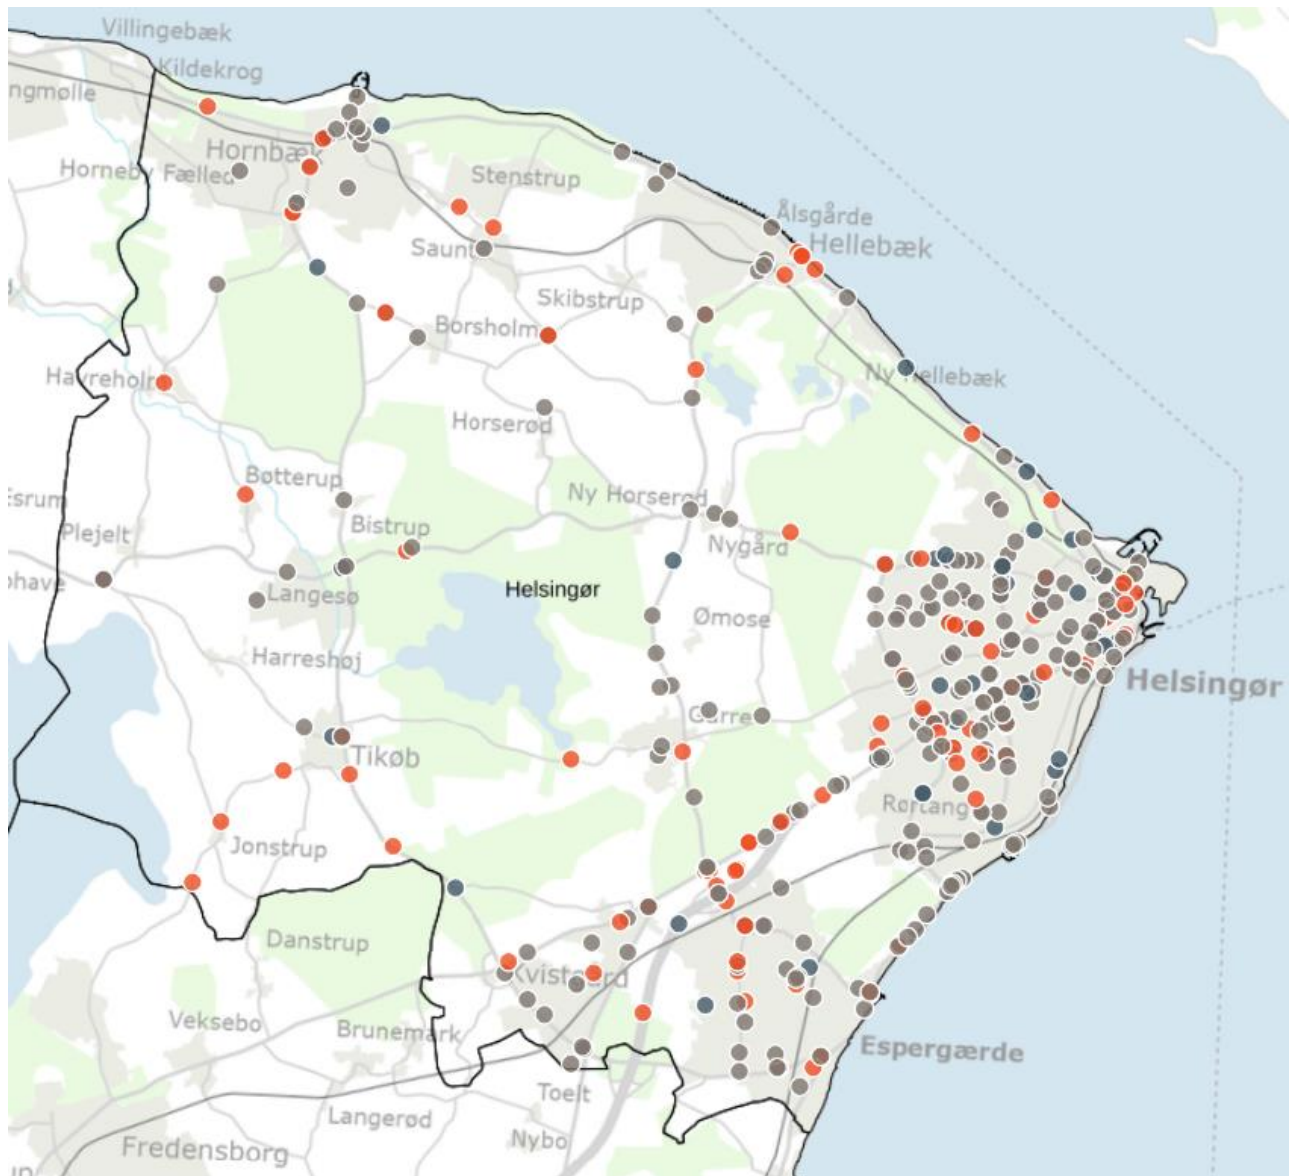 Villingebæk
Kildekrog
ngmølle
Hornbæk
Horneby Fælled
Stenstrup
Ålsgårde
Hellebæk
Saunt
Skibstrup
Borsholm
Havreholm
Ny Hellebæk
Horserød
Bøtterup
Ny Horserød
Esrum
Bistrup
Plejelt
Nygård
phave
Langesø
Helsingør
Ømose
Harreshøj
Helsingør
Gurre
Tikøb
Rørtang
Jonstrup
Danstrup
Kvistgård
Veksebo
Brunemark
Espergærde
Toelt
Langerød
Nybo
Fredensborg